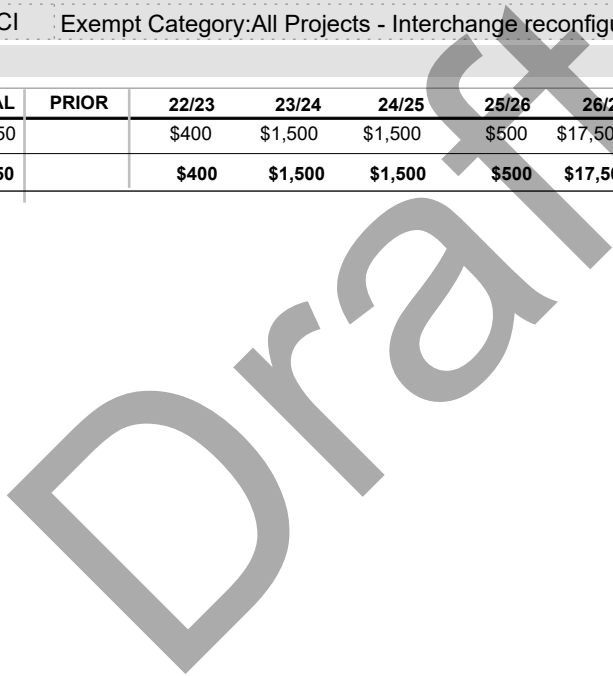 CI Exempt Category:All Projects - Interchange reconfigu
AL PRIOR 22/23 23/24 24/25 25/26 26/2
50 $400 $1,500 $1,500 $500 $17,50
50 $400 $1,500 $1,500 $500 $17,50
Draft